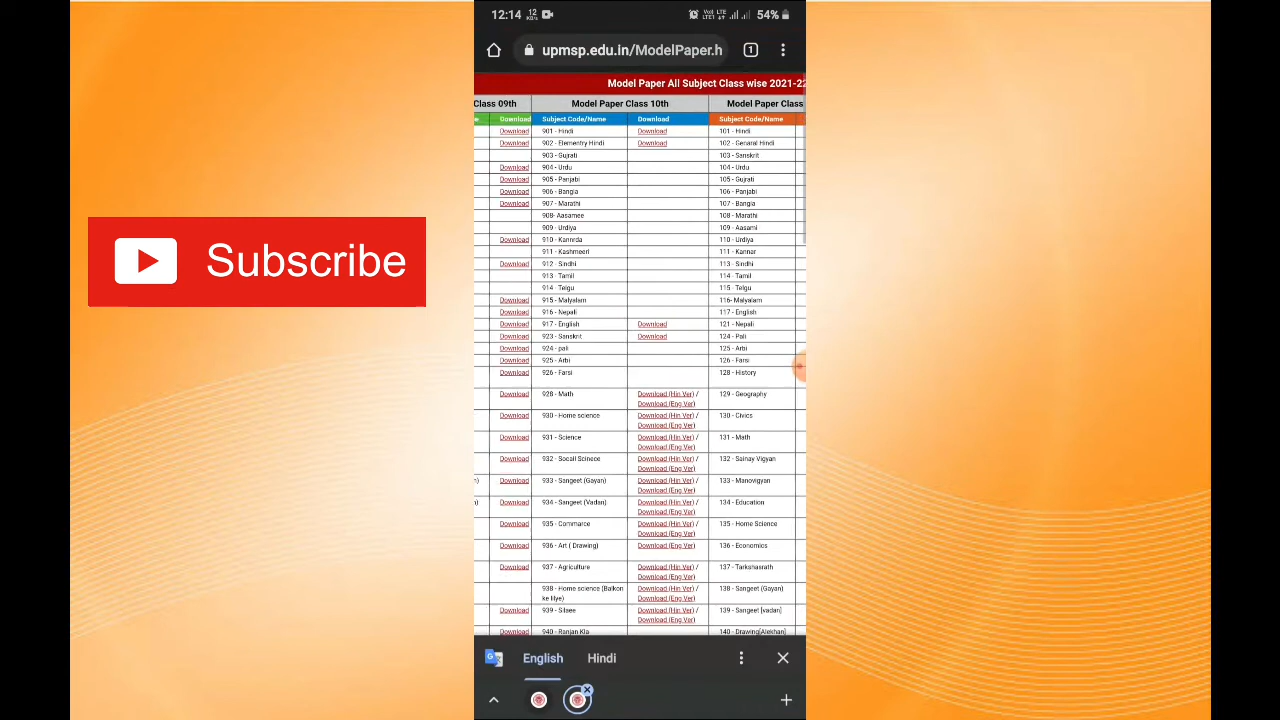 12:14 12 KB/s LTE LTE1 54%
upmsp.edu.in/ModelPaper.h 1
Model Paper All Subject Class wise 2021-22
Class 09th Model Paper Class 10th Model Paper Class
e Download Subject Code/Name Download Subject Code/Name
Download 901 - Hindi Download 101 - Hindi
Download 902 - Elementry Hindi Download 102 - Genaral Hindi
903 - Gujrati 103 - Sanskrit
Download 904 - Urdu 104 - Urdu
Download 905 - Panjabi 105 - Gujrati
Download 906 - Bangla 106 - Panjabi
Download 907 - Marathi 107 - Bangla
908- Aasamee 108 - Marathi
909 - Urdiya 109 - Aasami
Download 910 - Kannrda 110 - Urdiya
911 - Kashmeeri 111 - Kannar
Download 912 - Sindhi 113 - Sindhi
913 - Tamil 114 - Tamil
914 - Telgu 115 - Telgu
Download 915 - Malyalam 116- Malyalam
Download 916 - Nepali 117 - English
Download 917 - English Download 121 - Nepali
Download 923 - Sanskrit Download 124 - Pali
Download 924 - pali 125 - Arbi
Download 925 - Arbi 126 - Farsi
Download 926 - Farsi 128 - History
Download 928 - Math Download (Hin Ver) / 129 - Geography
Download (Eng Ver)
Download 930 - Home science Download (Hin Ver) / 130 - Civics
Download (Eng Ver)
Download 931 - Science Download (Hin Ver) / 131 - Math
Download (Eng Ver)
Download 932 - Socail Scinece Download (Hin Ver) / 132 - Sainay Vigyan
Download (Eng Ver)
n) Download 933 - Sangeet (Gayan) Download (Hin Ver) / 133 - Manovigyan
Download (Eng Ver)
n) Download 934 - Sangeet (Vadan) Download (Hin Ver) / 134 - Education
Download (Eng Ver)
Download 935 - Commarce Download (Hin Ver) / 135 - Home Science
Download (Eng Ver)
Download 936 - Art ( Drawing) Download (Eng Ver) 136 - Economics
Download 937 - Agriculture Download (Hin Ver) / 137 - Tarkshasrath
Download (Eng Ver)
938 - Home science (Balkon Download (Hin Ver) / 138 - Sangeet (Gayan)
ke liye) Download (Eng Ver)
Download 939 - Silaee Download (Hin Ver) / 139 - Sangeet [vadan]
Download (Eng Ver)
Download 940 - Ranjan Kla 140 - Drawing[Alekhan]
English Hindi
Subscribe